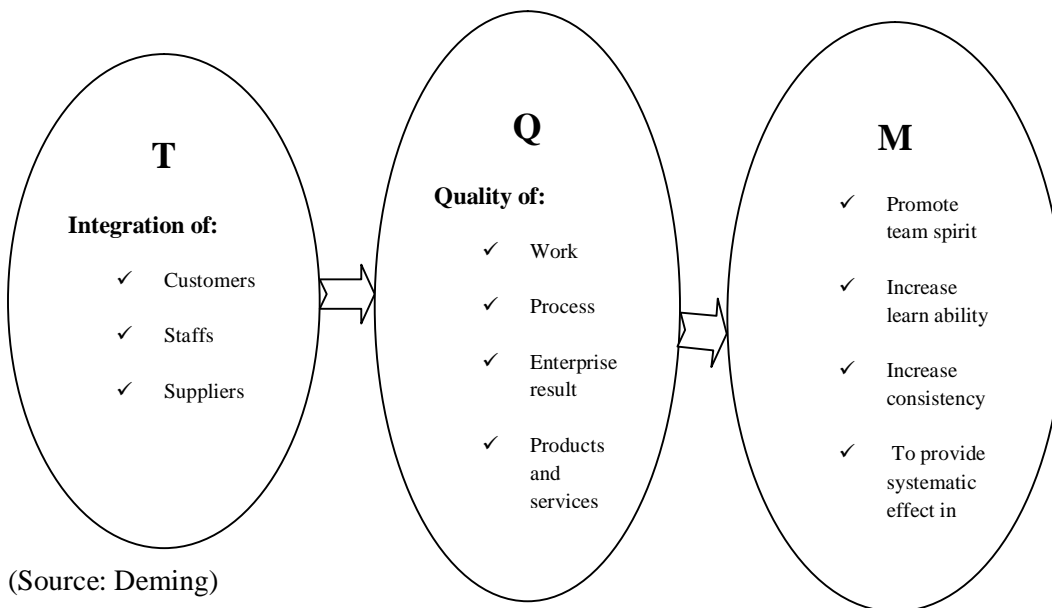 T
Integration of:
✓ Customers
✓ Staffs
✓ Suppliers
Q
Quality of:
✓ Work
✓ Process
✓ Enterprise
result
✓ Products
and
services
M
✓ Promote
team spirit
✓ Increase
learn ability
✓ Increase
consistency
✓ To provide
systematic
effect in
(Source: Deming)